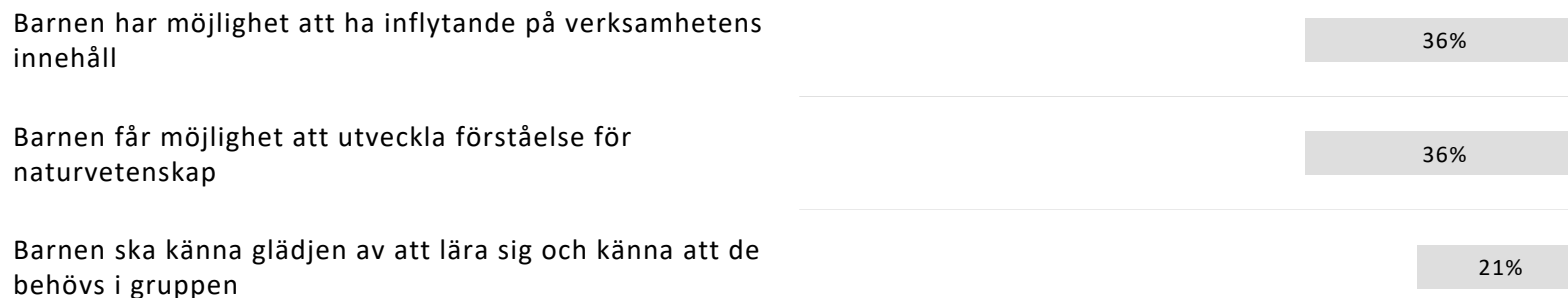 Barnen har möjlighet att ha inflytande på verksamhetens
innehåll
36%
Barnen får möjlighet att utveckla förståelse för
naturvetenskap
36%
Barnen ska känna glädjen av att lära sig och känna att de
behövs i gruppen
21%